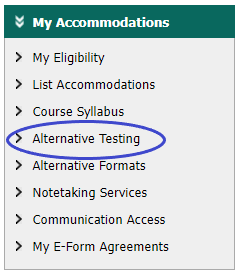 My Accommodations
My Eligibility
List Accommodations
Course Syllabus
Alternative Testing
Alternative Formats
Notetaking Services
Communication Access
My E-Form Agreements